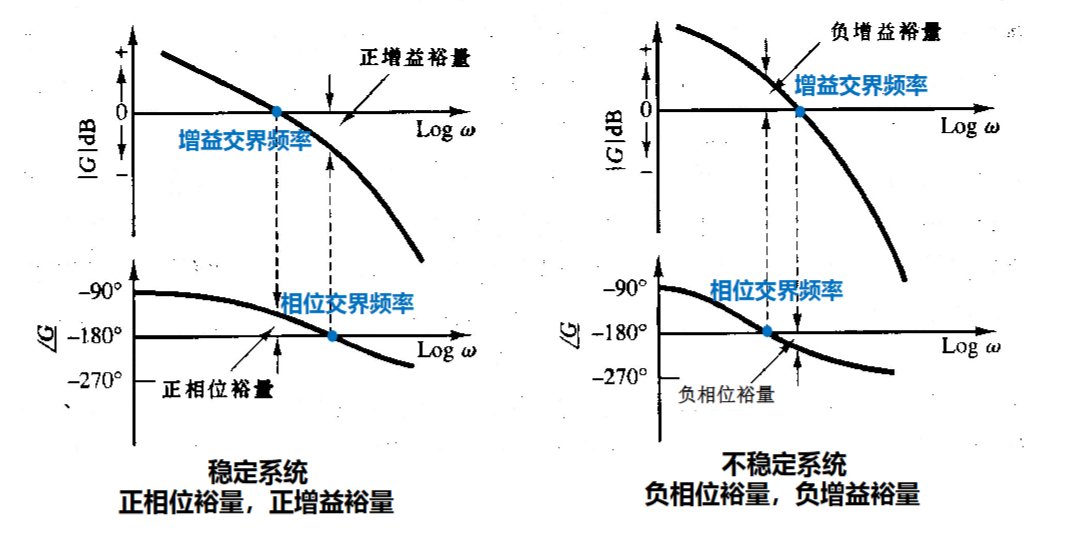 正增益裕量
+
0
−
|G|dB
Log ω
增益交界频率
−90°
−180°
−270°
∠G
相位交界频率
Log ω
正相位裕量
稳定系统
正相位裕量，正增益裕量
负增益裕量
+
0
−
|G|dB
增益交界频率
Log ω
−90°
−180°
−270°
∠G
相位交界频率
Log ω
负相位裕量
不稳定系统
负相位裕量，负增益裕量